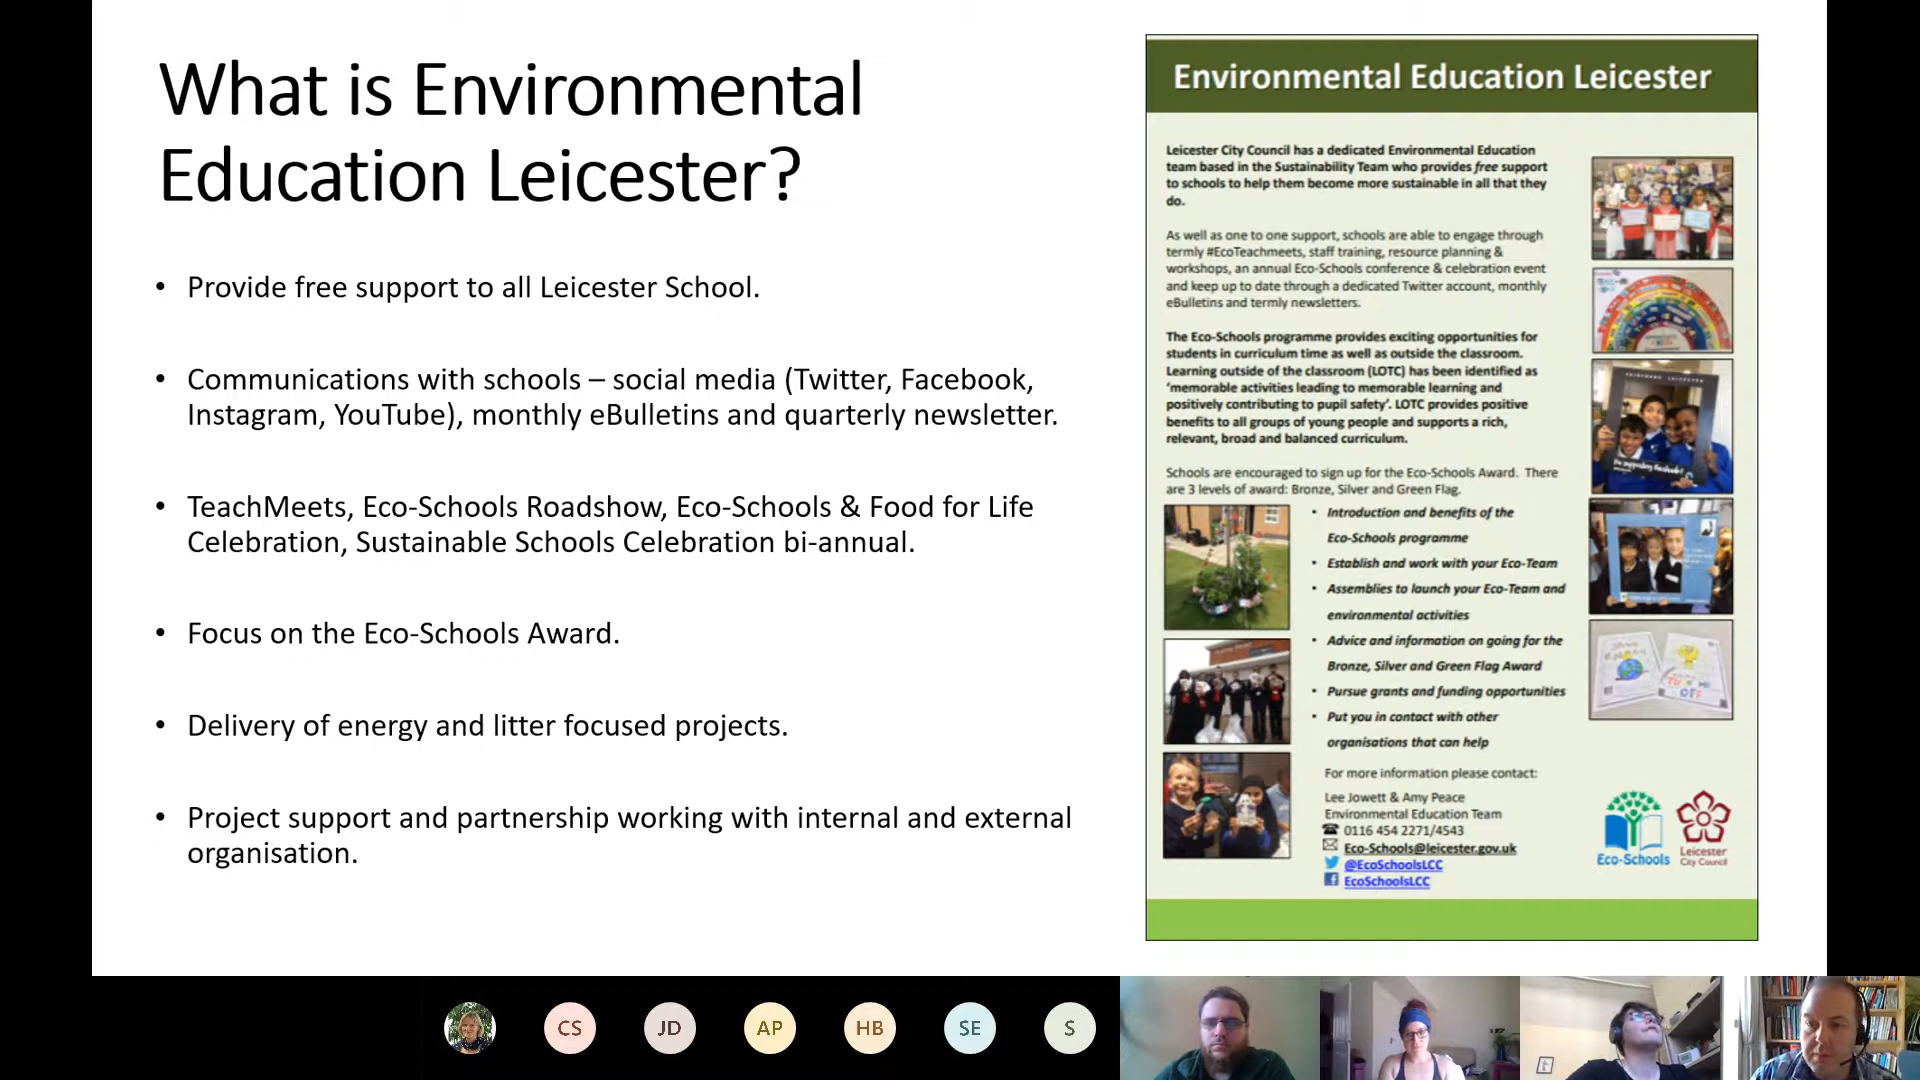 What is Environmental
Education Leicester?
• Provide free support to all Leicester School.
• Communications with schools – social media (Twitter, Facebook,
Instagram, YouTube), monthly eBulletins and quarterly newsletter.
• TeachMeets, Eco-Schools Roadshow, Eco-Schools & Food for Life
Celebration, Sustainable Schools Celebration bi-annual.
• Focus on the Eco-Schools Award.
• Delivery of energy and litter focused projects.
• Project support and partnership working with internal and external
organisation.
Environmental Education Leicester
Leicester City Council has a dedicated Environmental Education
team based in the Sustainability Team who provides free support
to schools to help them become more sustainable in all that they
do.
As well as one to one support, schools are able to engage through
termly #EcoTeachmeets, staff training, resource planning &
workshops, an annual Eco-Schools conference & celebration event
and keep up to date through a dedicated Twitter account, monthly
eBulletins and termly newsletters.
The Eco-Schools programme provides exciting opportunities for
students in curriculum time as well as outside the classroom.
Learning outside of the classroom (LOTC) has been identified as
‘memorable activities leading to memorable learning and
positively contributing to pupil safety’. LOTC provides positive
benefits to all groups of young people and supports a rich,
relevant, broad and balanced curriculum.
Schools are encouraged to sign up for the Eco-Schools Award. There
are 3 levels of award: Bronze, Silver and Green Flag.
• Introduction and benefits of the
Eco-Schools programme
• Establish and work with your Eco-Team
• Assemblies to launch your Eco-Team and
environmental activities
• Advice and information on going for the
Bronze, Silver and Green Flag Award
• Pursue grants and funding opportunities
• Put you in contact with other
organisations that can help
For more information please contact:
Lee Jowett & Amy Peace
Environmental Education Team
0116 454 2271/4543
Eco-Schools@leicester.gov.uk
@EcoSchoolsLCC
EcoSchoolsLCC
Eco-Schools
Leicester
City Council
OFF
CS
JD
AP
HB
SE
S